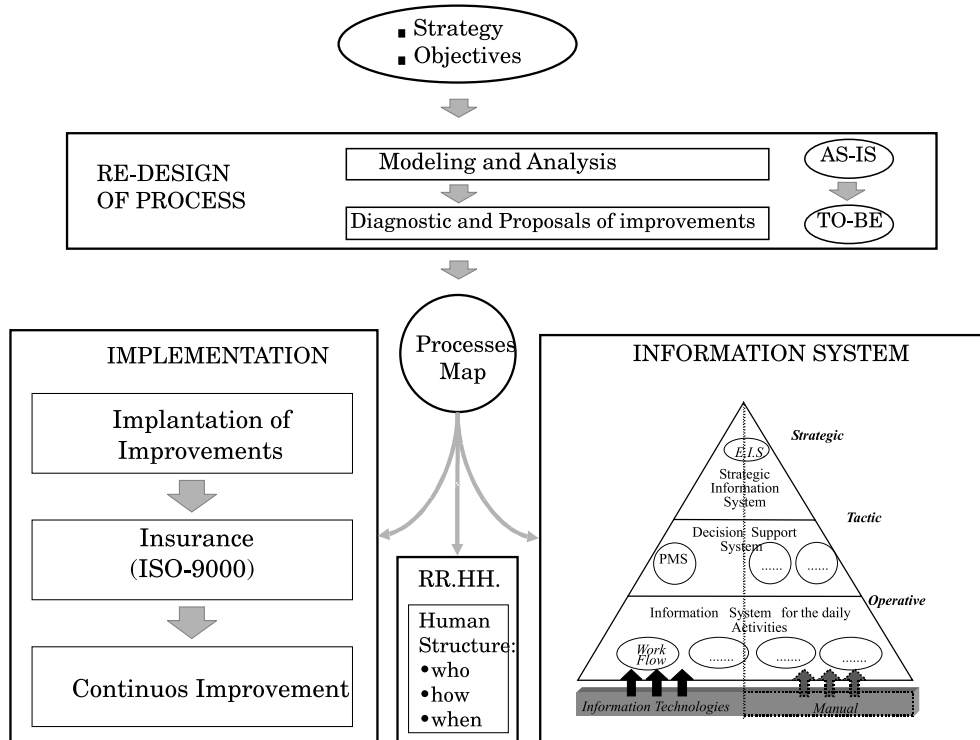 ▪ Strategy
▪ Objectives
RE-DESIGN
OF PROCESS
Modeling and Analysis
Diagnostic and Proposals of improvements
AS-IS
TO-BE
Processes
Map
IMPLEMENTATION
Implantation of
Improvements
Insurance
(ISO-9000)
Continuos Improvement
RR.HH.
Human
Structure:
•who
•how
•when
INFORMATION SYSTEM
Strategic
E.I.S
Strategic
Information
System
Tactic
Decision Support
System
PMS
......
......
Operative
Information System for the daily
Activities
Work
Flow
.......
.......
......
Information Technologies
Manual